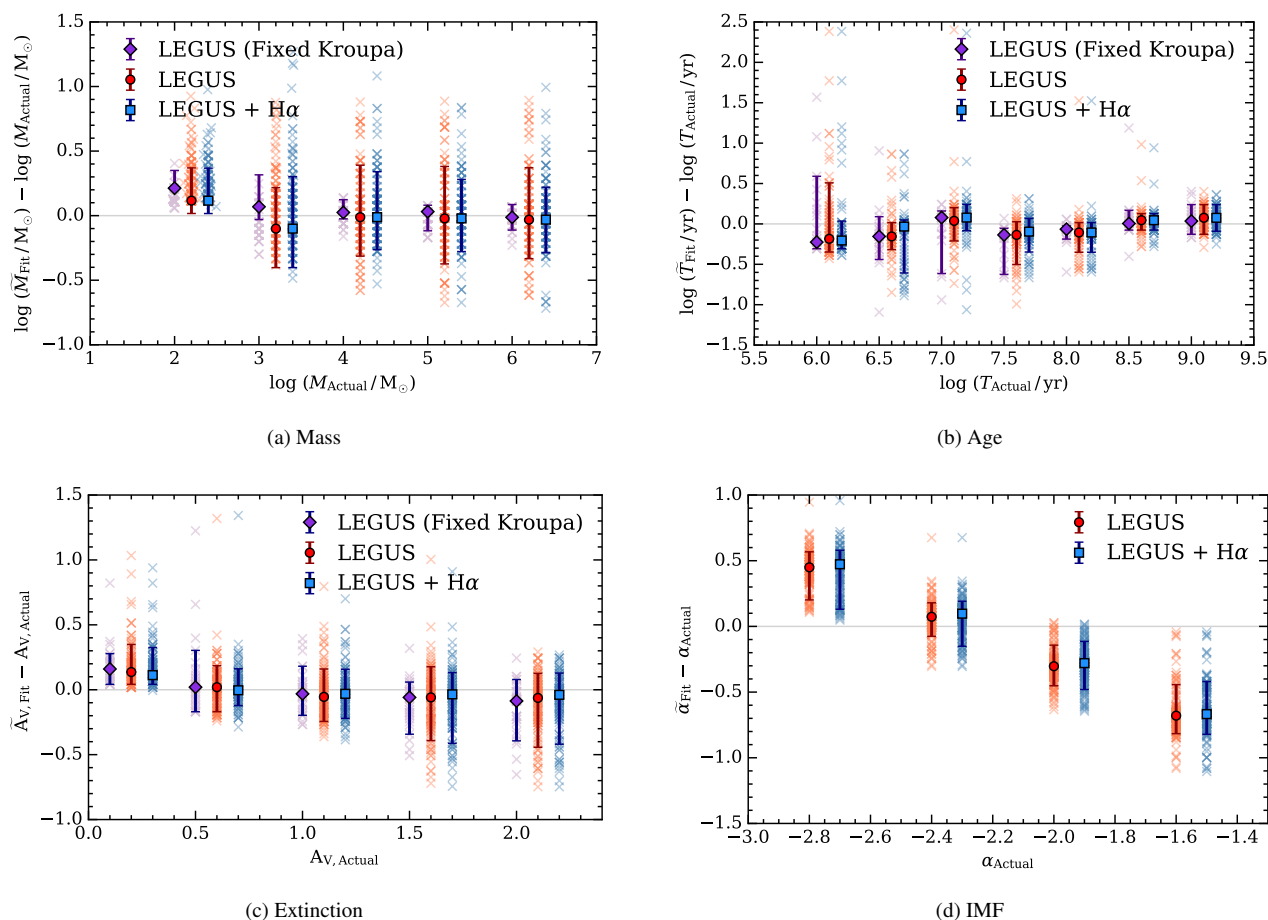 1.5
1.0
0.5
0.0
−0.5
−1.0
log (M̃Fit/M⊙) − log (MActual/M⊙)
LEGUS (Fixed Kroupa)
LEGUS
LEGUS + Hα
1 2 3 4 5 6 7
log (MActual/M⊙)
(a) Mass
2.5
2.0
1.5
1.0
0.5
0.0
−0.5
−1.0
−1.5
log (T̃Fit/yr) − log (TActual/yr)
LEGUS (Fixed Kroupa)
LEGUS
LEGUS + Hα
5.5 6.0 6.5 7.0 7.5 8.0 8.5 9.0 9.5
log (TActual/yr)
(b) Age
1.5
1.0
0.5
0.0
−0.5
−1.0
ÃV,Fit − AV,Actual
LEGUS (Fixed Kroupa)
LEGUS
LEGUS + Hα
0.0 0.5 1.0 1.5 2.0
AV,Actual
(c) Extinction
1.0
0.5
0.0
−0.5
−1.0
−1.5
α̃Fit − αActual
LEGUS
LEGUS + Hα
−3.0 −2.8 −2.6 −2.4 −2.2 −2.0 −1.8 −1.6 −1.4
αActual
(d) IMF